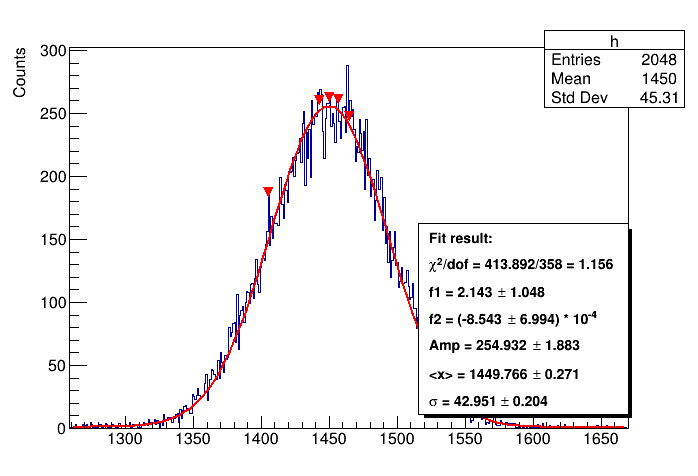 h
Entries 2048
Mean 1450
Std Dev 45.31
Counts
300
250
200
150
100
50
0
Fit result:
χ²/dof = 413.892/358 = 1.156
f1 = 2.143 ± 1.048
f2 = (-8.543 ± 6.994) * 10⁻⁴
Amp = 254.932 ± 1.883
<x> = 1449.766 ± 0.271
σ = 42.951 ± 0.204
1300 1350 1400 1450 1500 1550 1600 1650